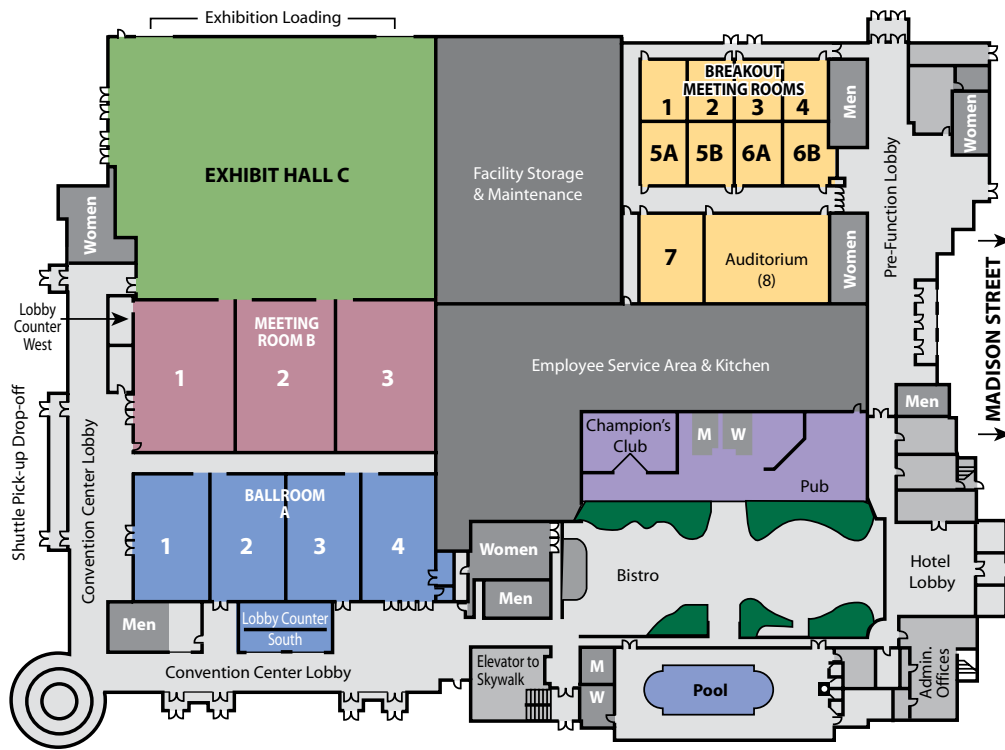 Exhibition Loading
BREAKOUT
MEETING ROOMS
1
2
3
4
Men
Women
5A
5B
6A
6B
EXHIBIT HALL C
Facility Storage
& Maintenance
Women
Pre-Function Lobby
7
Auditorium
(8)
Women
MADISON STREET
Lobby
Counter
West
MEETING
ROOM B
1
2
3
Employee Service Area & Kitchen
Men
Shuttle Pick-up Drop-off
Convention Center Lobby
Champion's
Club
M
W
Pub
BALLROOM
A
1
2
3
4
Women
Men
Bistro
Hotel
Lobby
Men
Lobby Counter
South
Convention Center Lobby
Elevator to
Skywalk
M
W
Pool
Admin.
Offices